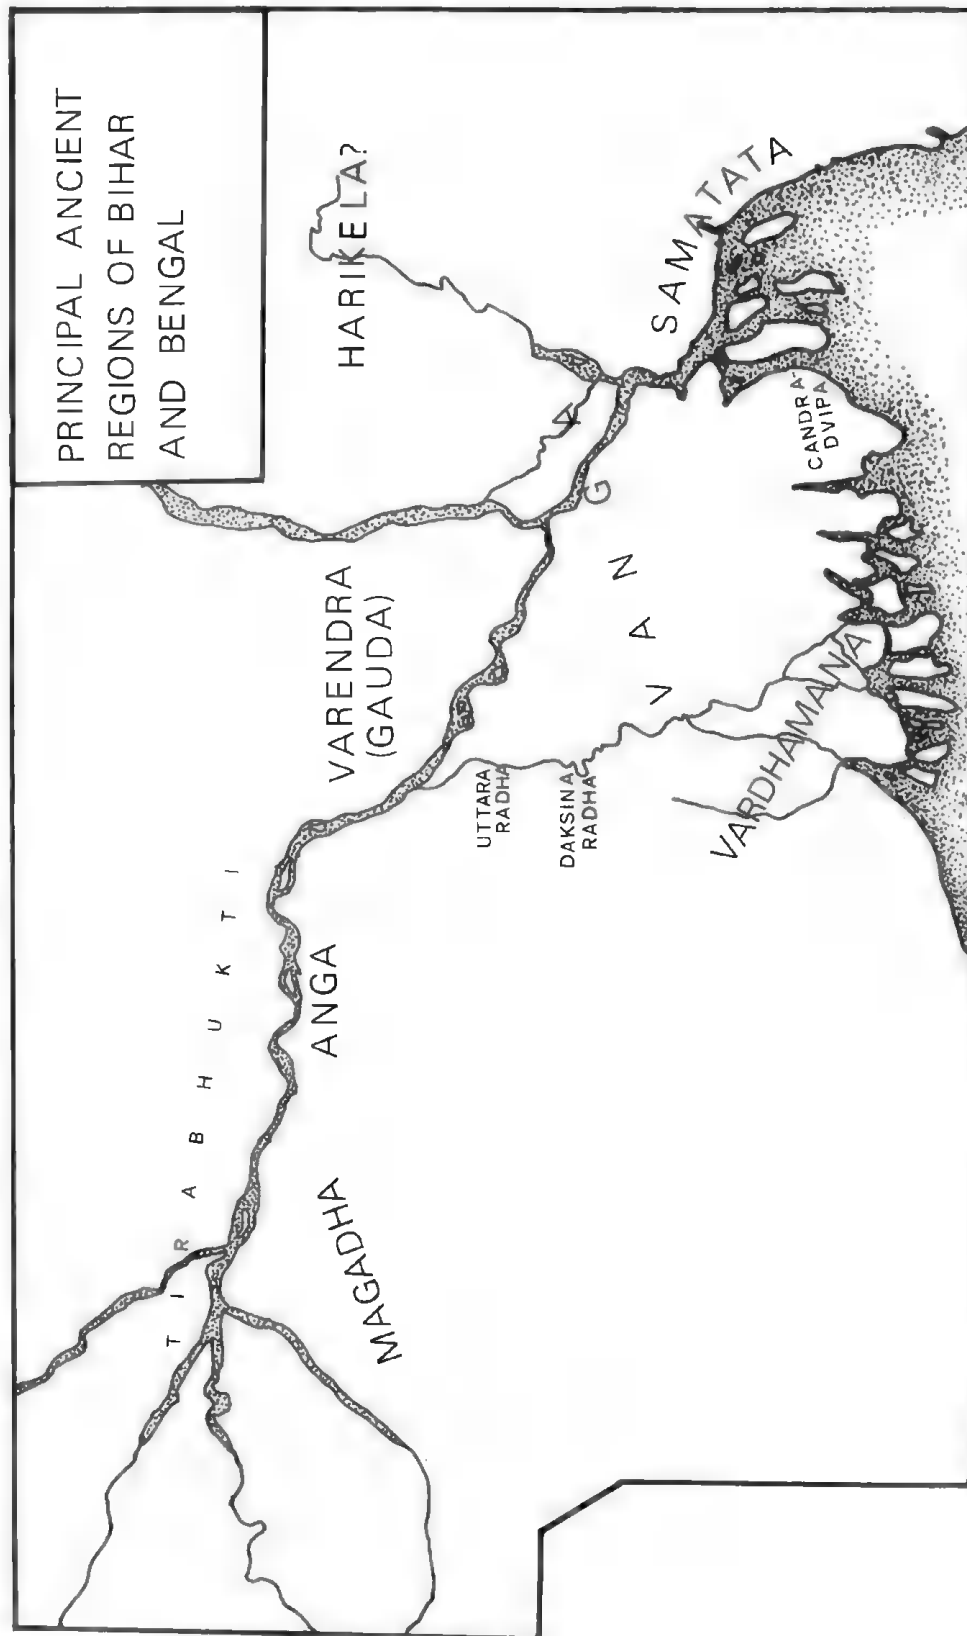 PRINCIPAL ANCIENT
REGIONS OF BIHAR
AND BENGAL
TIRABHUKTI
HARIKELA?
VARENDRA
(GAUDA)
ANGA
MAGADHA
VANGA
SAMATATA
UTTARA
RADHA
DAKSINA
RADHA
CANDRA-
DVIPA
VARDHAMANA